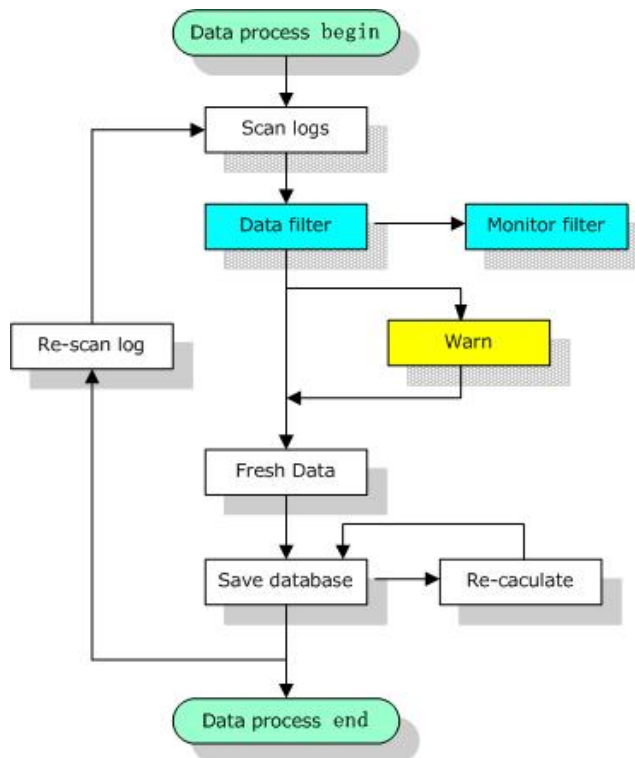 Data process begin
Scan logs
Data filter
Monitor filter
Re-scan log
Warn
Fresh Data
Save database
Re-caculate
Data process end